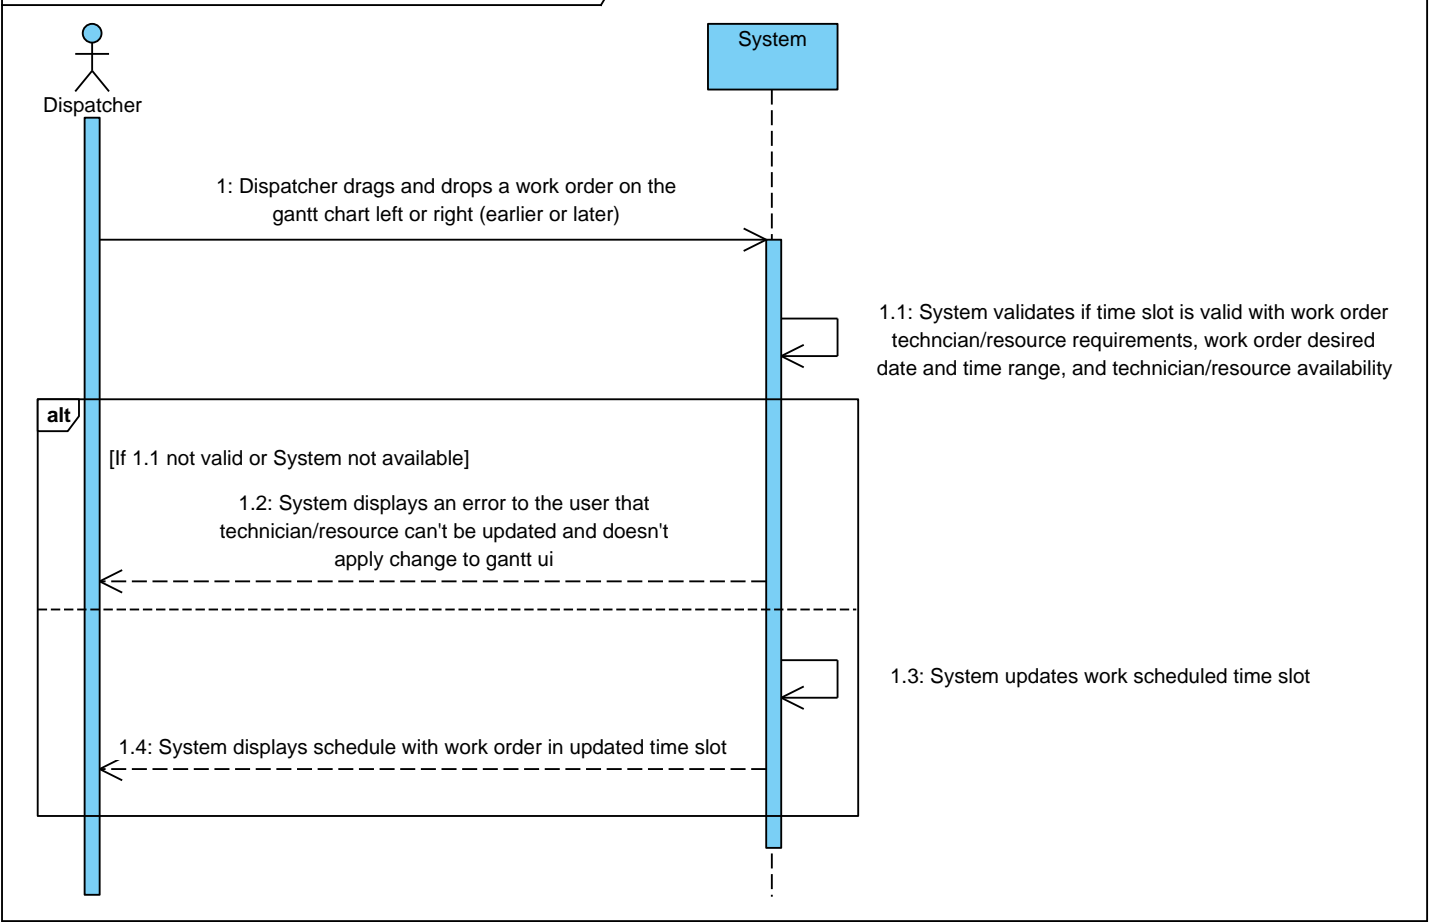 System
Dispatcher
1: Dispatcher drags and drops a work order on the
gantt chart left or right (earlier or later)
1.1: System validates if time slot is valid with work order
techncian/resource requirements, work order desired
date and time range, and technician/resource availability
alt
[If 1.1 not valid or System not available]
1.2: System displays an error to the user that
technician/resource can't be updated and doesn't
apply change to gantt ui
1.3: System updates work scheduled time slot
1.4: System displays schedule with work order in updated time slot